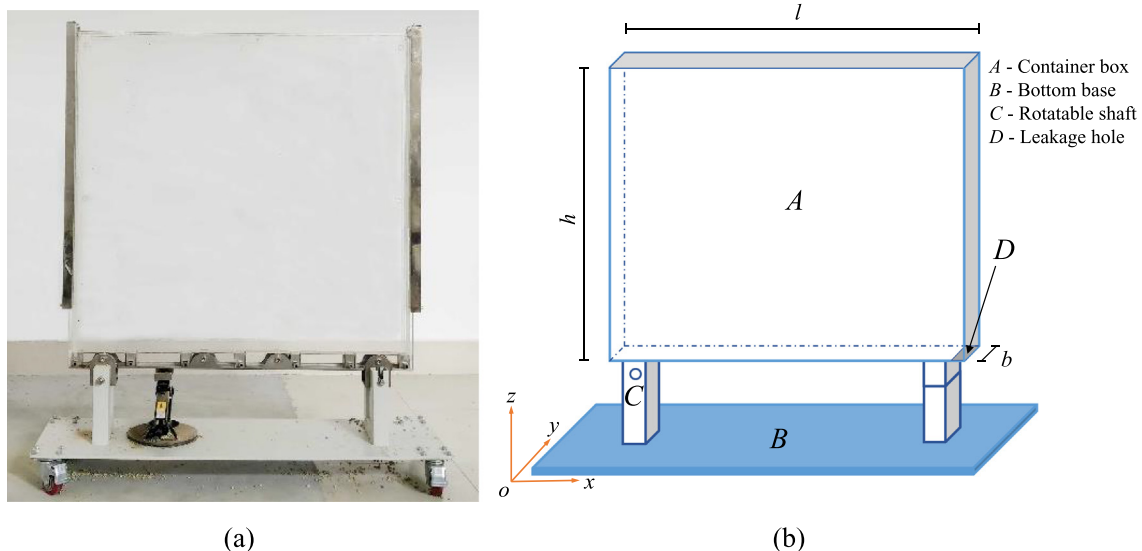 l
A - Container box
B - Bottom base
C - Rotatable shaft
D - Leakage hole
h
A
D
b
C
z
y
B
o
x
(a)
(b)